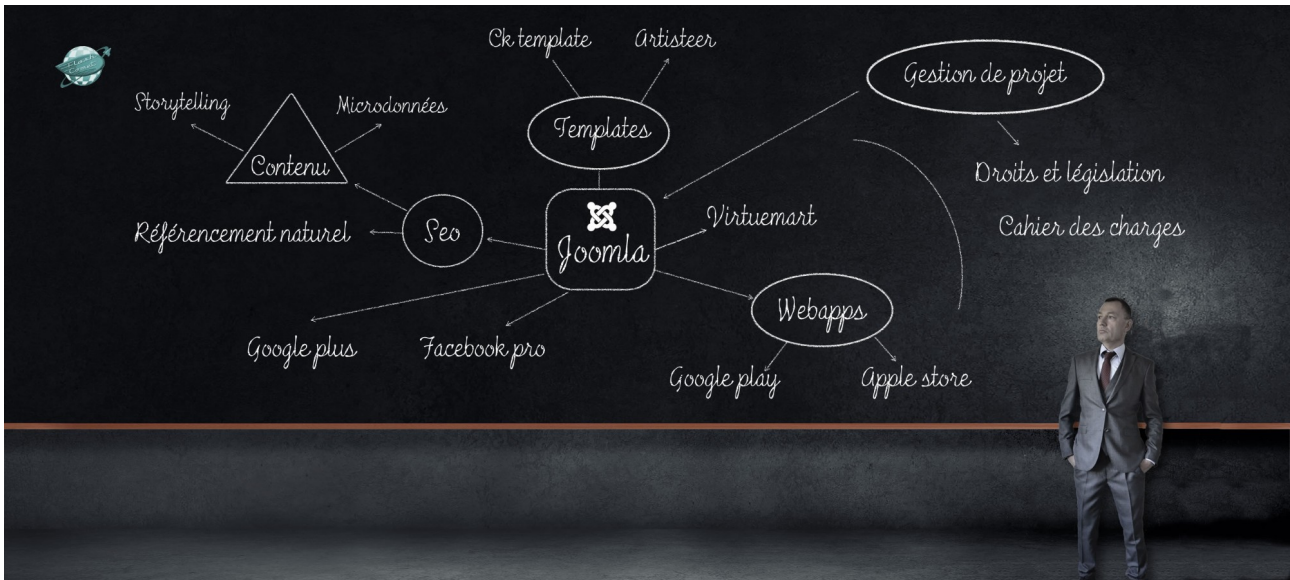 Ck template
Artisteer
Gestion de projet
Storytelling
Microdonnées
Templates
Contenu
Droits et législation
Référencement naturel
Seo
Joomla
Virtuemart
Cahier des charges
Webapps
Google plus
Facebook pro
Google play
Apple store